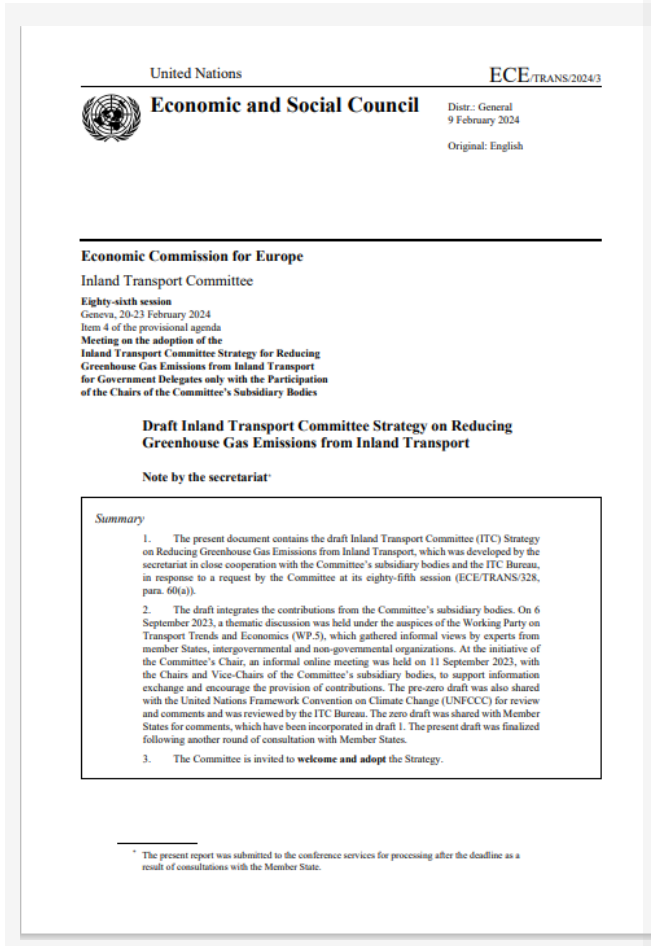 United Nations
ECE/TRANS/2024/3
Economic and Social Council
Distr.: General
9 February 2024
Original: English
Economic Commission for Europe
Inland Transport Committee
Eighty-sixth session
Geneva, 20-23 February 2024
Item 4 of the provisional agenda
Meeting on the adoption of the
Inland Transport Committee Strategy for Reducing
Greenhouse Gas Emissions from Inland Transport
for Government Delegates only with the Participation
of the Chairs of the Committee's Subsidiary Bodies
Draft Inland Transport Committee Strategy on Reducing
Greenhouse Gas Emissions from Inland Transport
Note by the secretariat*
Summary
1. The present document contains the draft Inland Transport Committee (ITC) Strategy
on Reducing Greenhouse Gas Emissions from Inland Transport, which was developed by the
secretariat in close cooperation with the Committee's subsidiary bodies and the ITC Bureau,
in response to a request by the Committee at its eighty-fifth session (ECE/TRANS/328,
para. 60(a)).
2. The draft integrates the contributions from the Committee's subsidiary bodies. On 6
September 2023, a thematic discussion was held under the auspices of the Working Party on
Transport Trends and Economics (WP.5), which gathered informal views by experts from
member States, intergovernmental and non-governmental organizations. At the initiative of
the Committee's Chair, an informal online meeting was held on 11 September 2023, with
the Chairs and Vice-Chairs of the Committee's subsidiary bodies, to support information
exchange and encourage the provision of contributions. The pre-zero draft was also shared
with the United Nations Framework Convention on Climate Change (UNFCCC) for review
and comments and was reviewed by the ITC Bureau. The zero draft was shared with Member
States for comments, which have been incorporated in draft 1. The present draft was finalized
following another round of consultation with Member States.
3. The Committee is invited to welcome and adopt the Strategy.
* The present report was submitted to the conference services for processing after the deadline as a
result of consultations with the Member State.